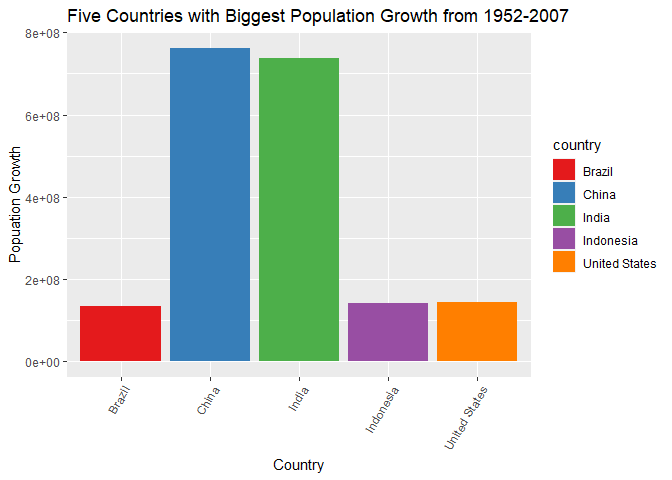 Five Countries with Biggest Population Growth from 1952-2007
8e+08
6e+08
4e+08
2e+08
0e+00
Popuation Growth
Brazil
China
India
Indonesia
United States
Country
country
Brazil
China
India
Indonesia
United States